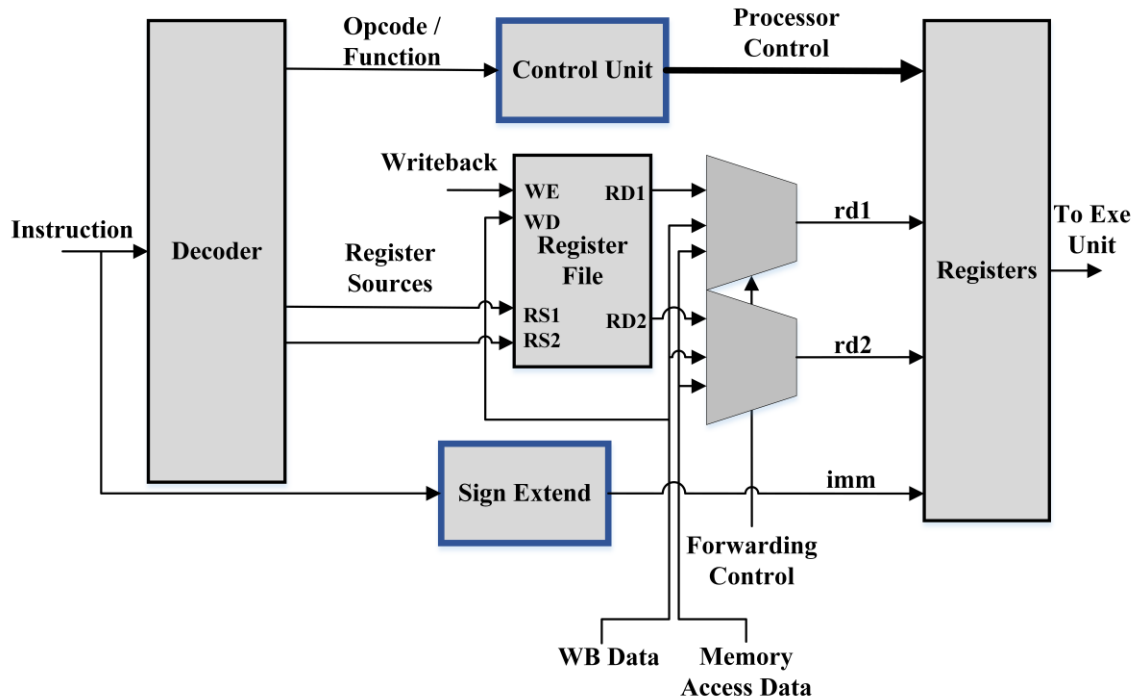 Opcode /
Function
Processor
Control
Control Unit
Writeback
WE
RD1
WD
Instruction
Decoder
Register
Sources
Register
File
rd1
To Exe
Unit
Registers
RS1
RD2
RS2
rd2
Sign Extend
imm
Forwarding
Control
WB Data
Memory
Access Data